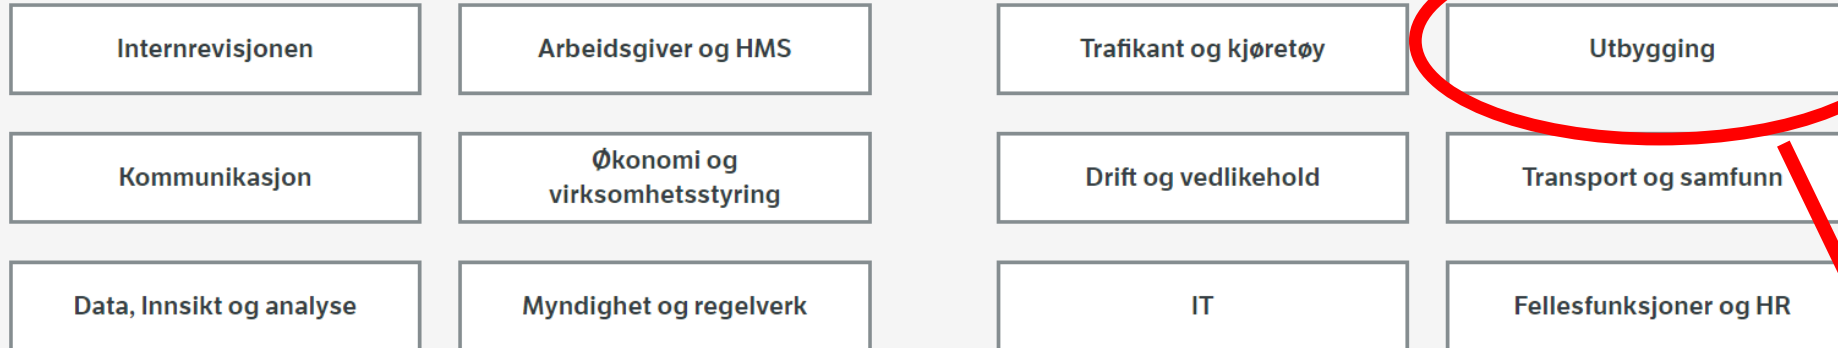 Internrevisjonen
Arbeidsgiver og HMS
Trafikant og kjøretøy
Utbygging
Kommunikasjon
Økonomi og
virksomhetsstyring
Drift og vedlikehold
Transport og samfunn
Data, Innsikt og analyse
Myndighet og regelverk
IT
Fellesfunksjoner og HR